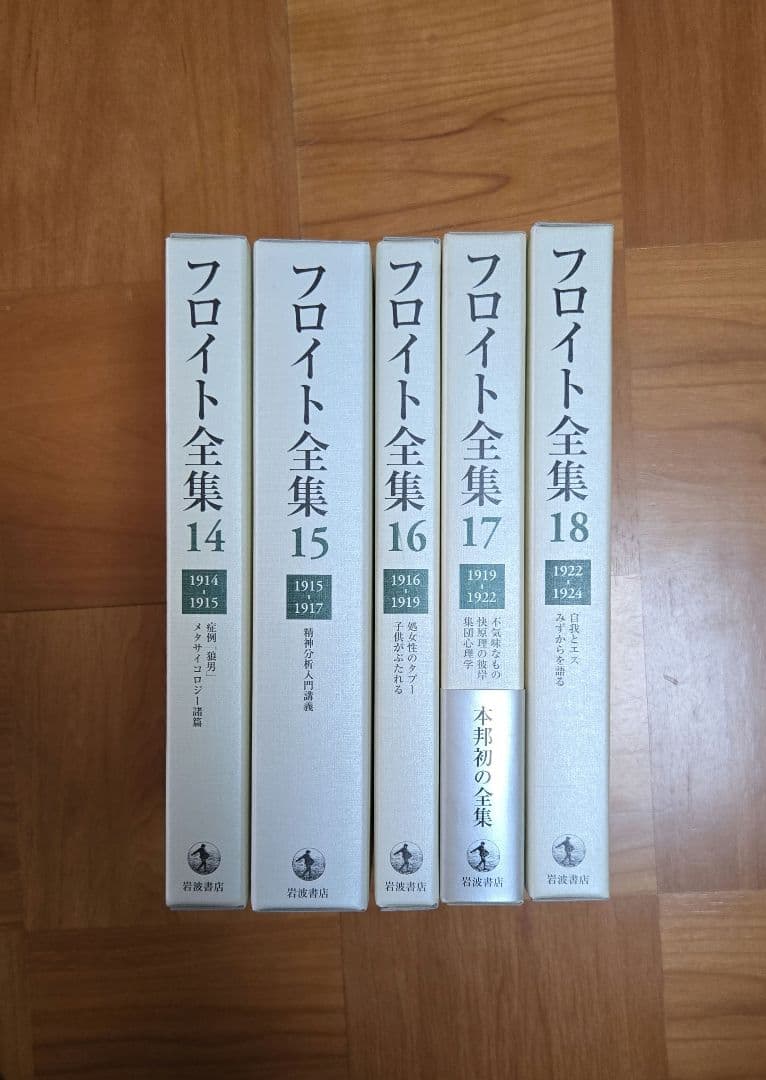 フロイト全集
14
1914
-
1915
症例「狼男」
メタサイコロジー諸篇
岩波書店
フロイト全集
15
1915
-
1917
精神分析入門講義
岩波書店
フロイト全集
16
1916
-
1919
処女性のタブー
子供がぶたれる
岩波書店
フロイト全集
17
1919
-
1922
不気味なもの
快原理の彼岸
集団心理学
本邦初の全集
岩波書店
フロイト全集
18
1922
-
1924
自我とエス
みずからを語る
岩波書店